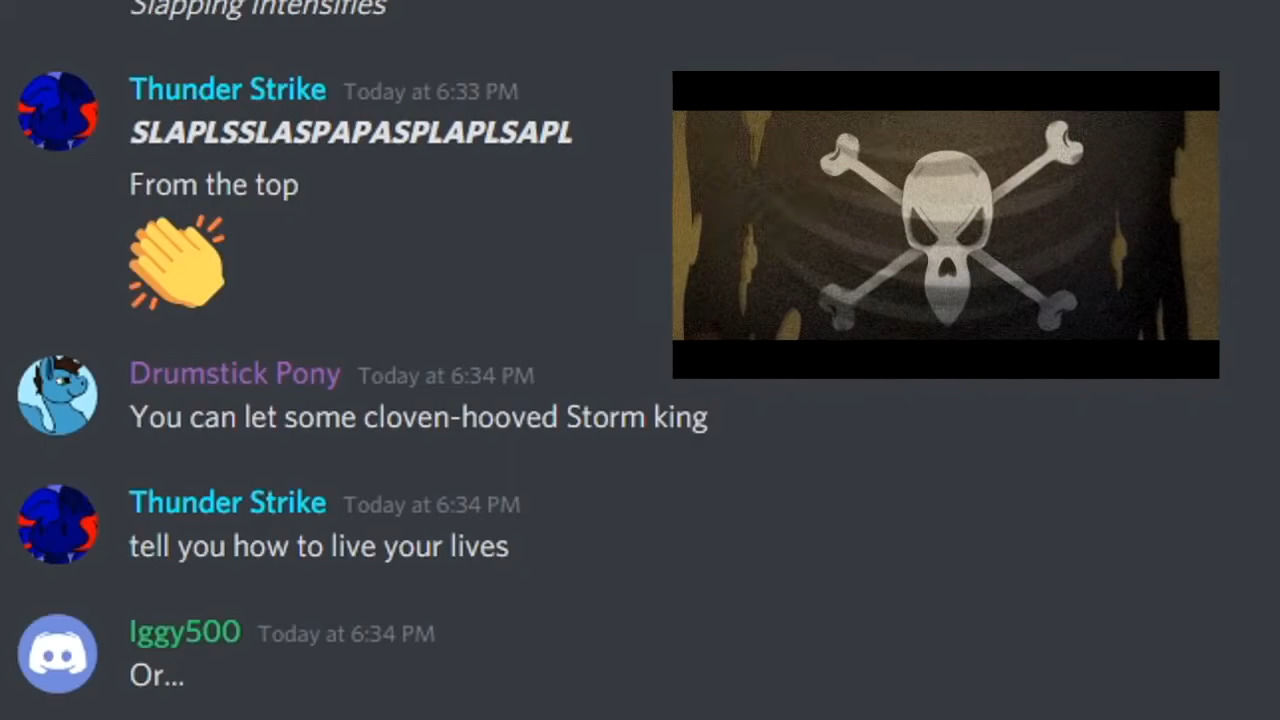 Slapping Intensifies
Thunder Strike Today at 6:33 PM
SLAPLSSLASPAPASPLAPLSAPL
From the top
Drumstick Pony Today at 6:34 PM
You can let some cloven-hooved Storm king
Thunder Strike Today at 6:34 PM
tell you how to live your lives
Iggy500 Today at 6:34 PM
Or...